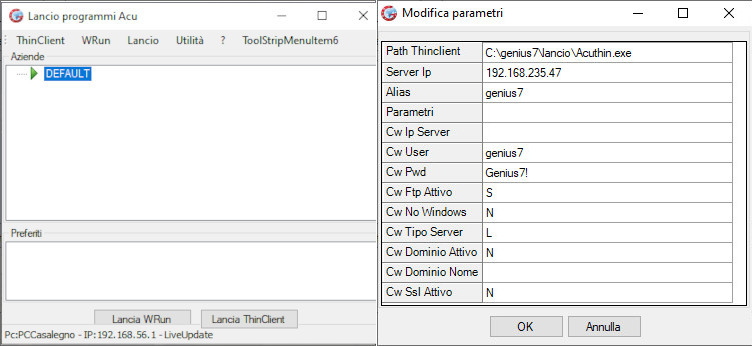 Lancio programmi Acu
ThinClient WRun Lancio Utilità ? ToolStripMenuItem6
Aziende
DEFAULT
Preferiti
Lancia WRun Lancia ThinClient
Pc:PCCasalegno - IP:192.168.56.1 - LiveUpdate
Modifica parametri
Path Thinclient C:\genius7\lancio\Acuthin.exe
Server Ip 192.168.235.47
Alias genius7
Parametri
Cw Ip Server
Cw User genius7
Cw Pwd Genius7!
Cw Ftp Attivo S
Cw No Windows N
Cw Tipo Server L
Cw Dominio Attivo N
Cw Dominio Nome
Cw Ssl Attivo N
OK Annulla